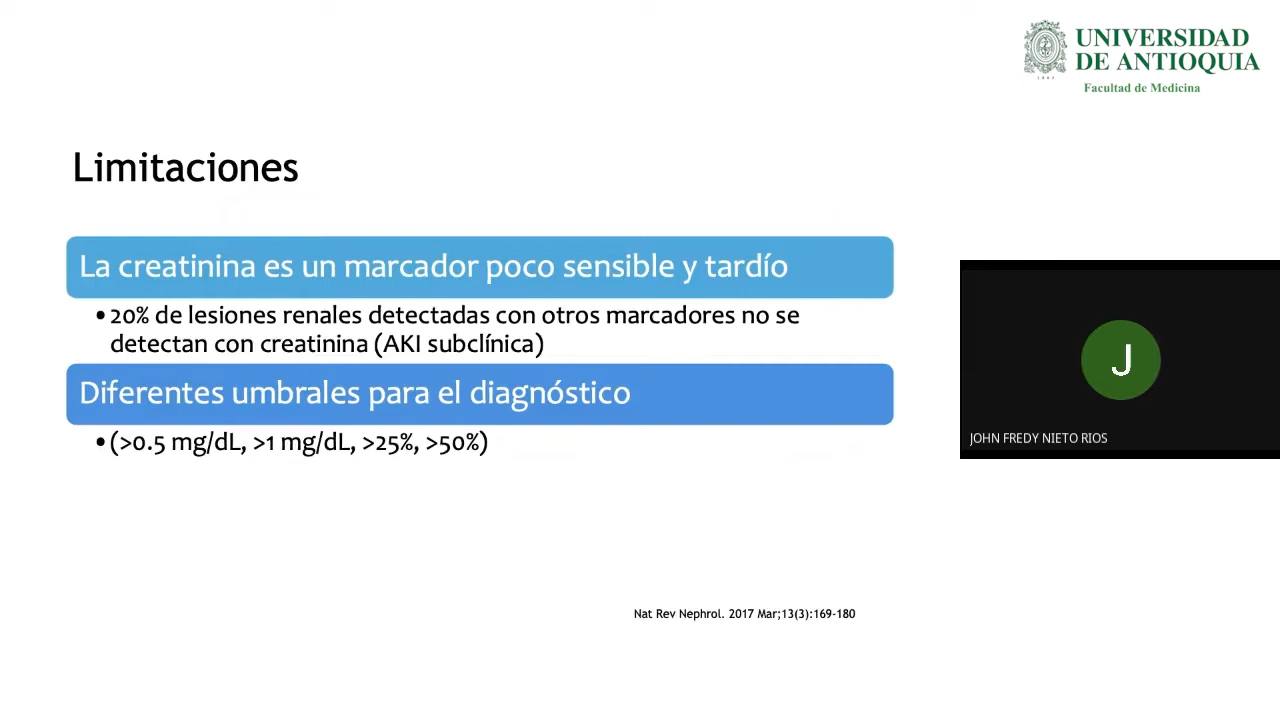 UNIVERSIDAD
DE ANTIOQUIA
Facultad de Medicina
Limitaciones
La creatinina es un marcador poco sensible y tardío
•20% de lesiones renales detectadas con otros marcadores no se
detectan con creatinina (AKI subclínica)
Diferentes umbrales para el diagnóstico
•(>0.5 mg/dL, >1 mg/dL, >25%, >50%)
J
JOHN FREDY NIETO RIOS
Nat Rev Nephrol. 2017 Mar;13(3):169-180